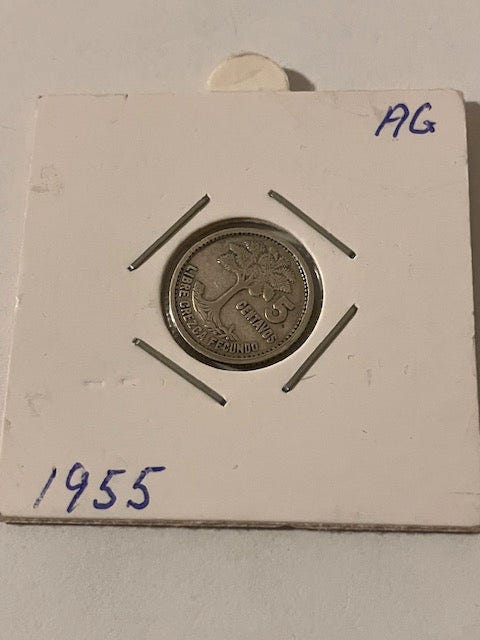 AG
LIBRE CREZCA FECUNDO
5
CENTAVOS
1955